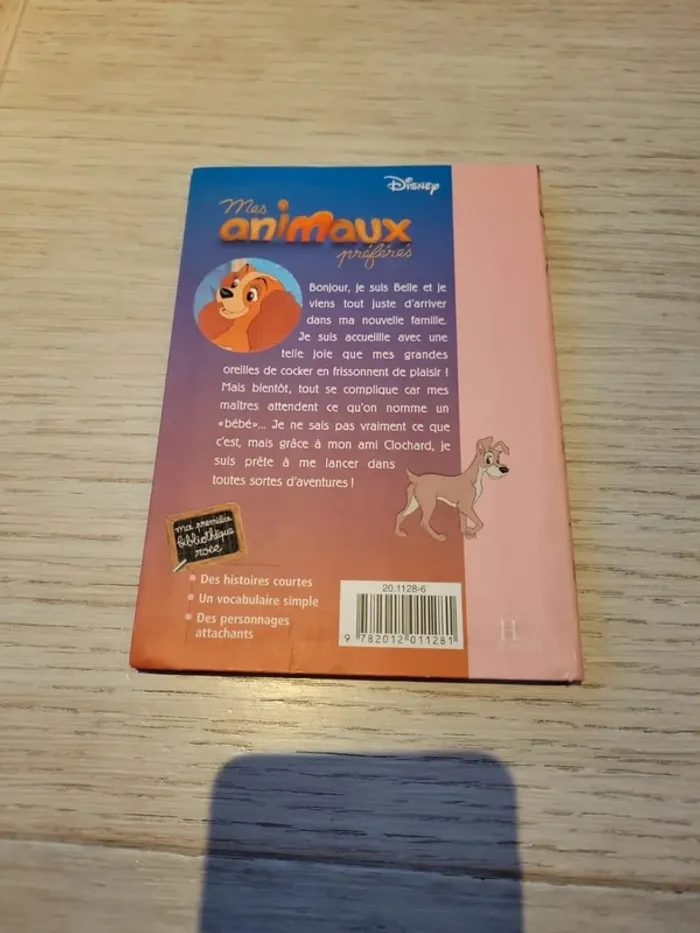 Disney
Mes
animaux
préférés
Bonjour, je suis Belle et je
viens tout juste d'arriver
dans ma nouvelle famille.
Je suis accueillie avec une
telle joie que mes grandes
oreilles de cocker en frissonnent de plaisir !
Mais bientôt, tout se complique car mes
maîtres attendent ce qu'on nomme un
«bébé»... Je ne sais pas vraiment ce que
c'est, mais grâce à mon ami Clochard, je
suis prête à me lancer dans
toutes sortes d'aventures !
ma première
bibliothèque
rose
• Des histoires courtes
• Un vocabulaire simple
• Des personnages
attachants
20.1128-6
9 782012 011281
H